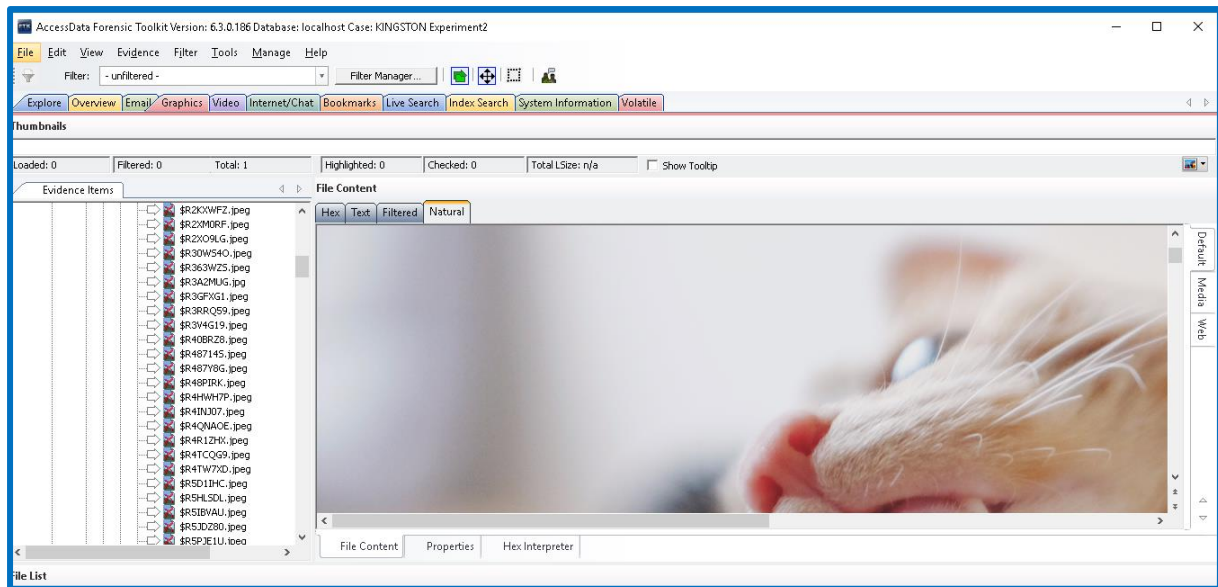 AccessData Forensic Toolkit Version: 6.3.0.186 Database: localhost Case: KINGSTON Experiment2
File Edit View Evidence Filter Tools Manage Help
Filter: - unfiltered - Filter Manager...
Explore Overview Email Graphics Video Internet/Chat Bookmarks Live Search Index Search System Information Volatile
Thumbnails
Loaded: 0 Filtered: 0 Total: 1 Highlighted: 0 Checked: 0 Total LSize: n/a Show Tooltip
Evidence Items
File Content
Hex Text Filtered Natural
$R2KXWFZ.jpeg
$R2XM0RF.jpeg
$R2XO9LG.jpeg
$R30WS4O.jpeg
$R363WZS.jpeg
$R3A2MUG.jpg
$R3GFXG1.jpeg
$R3RRQ59.jpeg
$R3V4G19.jpeg
$R40BRZ8.jpeg
$R48714S.jpeg
$R487Y8G.jpeg
$R48PIRK.jpeg
$R4HWH7P.jpeg
$R4INJ07.jpeg
$R4QNAOE.jpeg
$R4R1ZHX.jpeg
$R4TCQG9.jpeg
$R4TW7XD.jpeg
$R5D1IHC.jpeg
$R5HLSDL.jpeg
$R5IBVAU.jpeg
$R5JDZ80.jpeg
$R5PJE1U.jpeg
Default
Media
Web
File Content Properties Hex Interpreter
File List